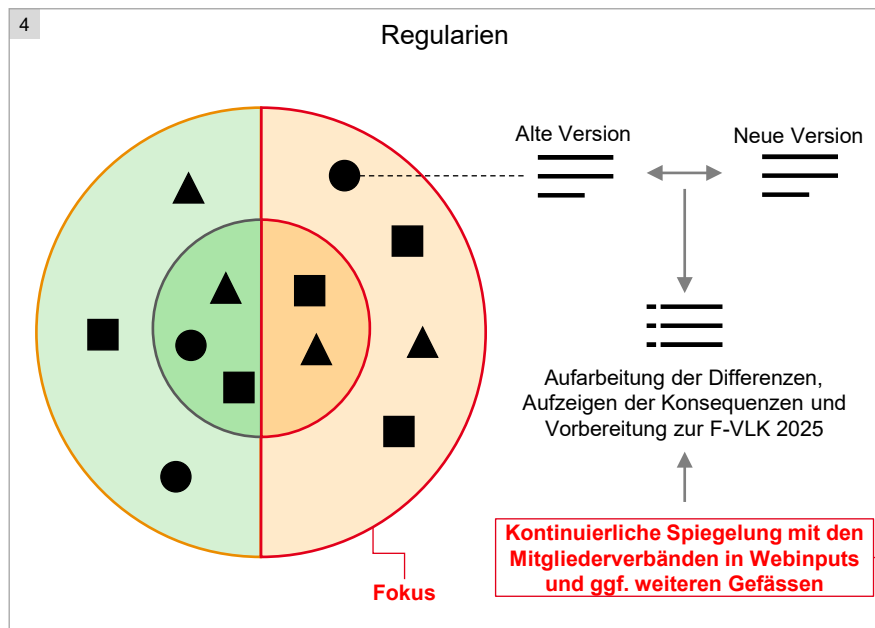 4
Regularien
Alte Version
Neue Version
Aufarbeitung der Differenzen,
Aufzeigen der Konsequenzen und
Vorbereitung zur F-VLK 2025
Kontinuierliche Spiegelung mit den
Mitgliederverbänden in Webinputs
und ggf. weiteren Gefässen
Fokus